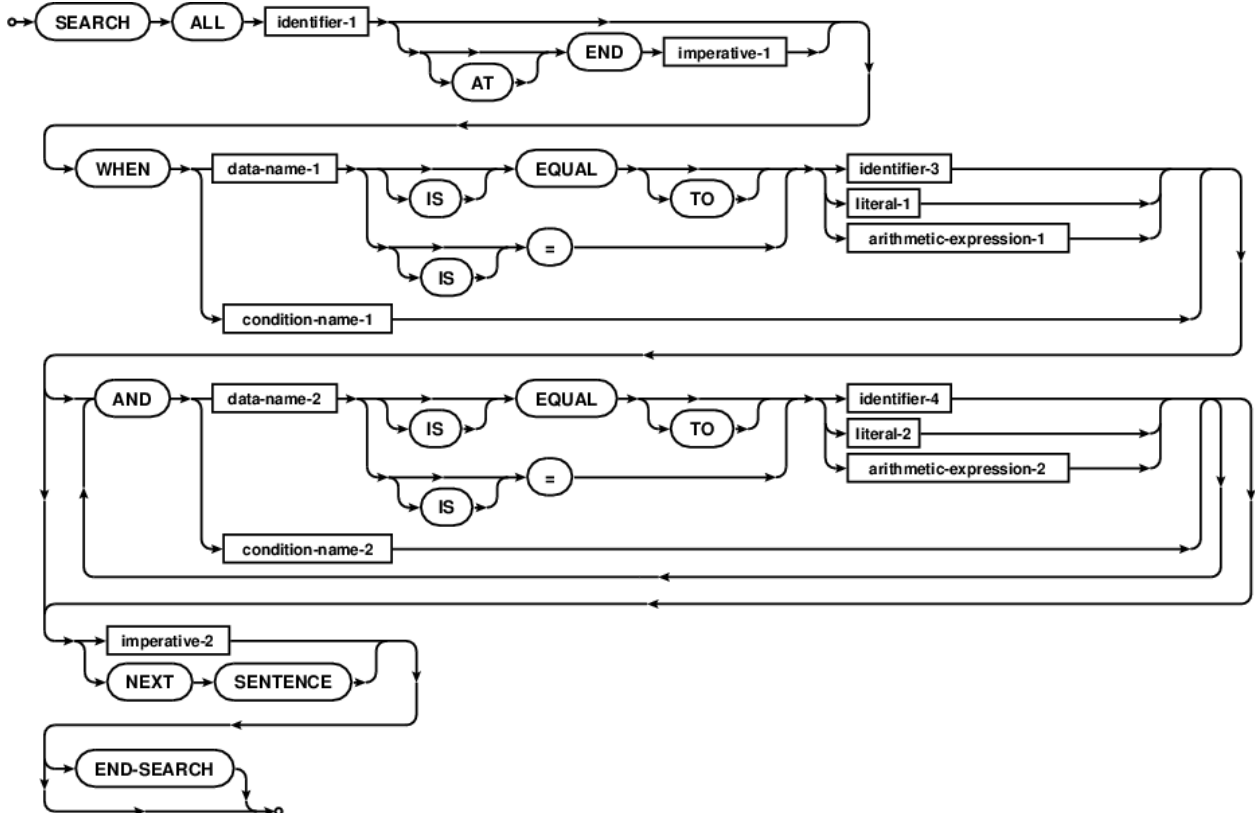 SEARCH ALL identifier-1 END imperative-1
AT
WHEN data-name-1 EQUAL identifier-3
IS TO literal-1
= arithmetic-expression-1
IS
condition-name-1
AND data-name-2 EQUAL identifier-4
IS TO literal-2
= arithmetic-expression-2
IS
condition-name-2
imperative-2
NEXT SENTENCE
END-SEARCH